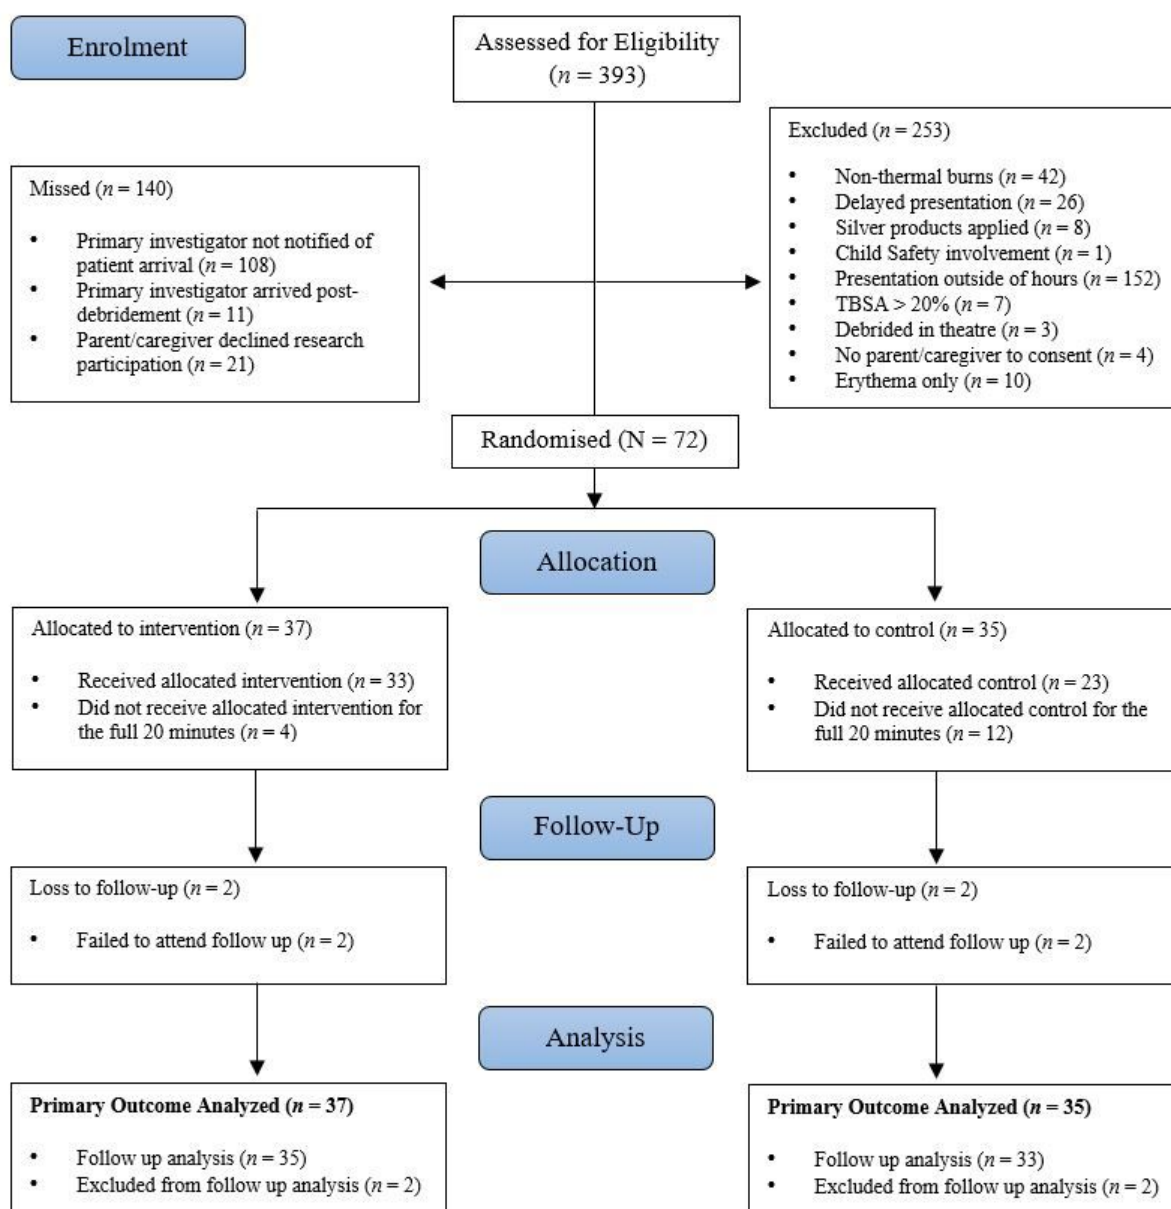 Enrolment
Assessed for Eligibility
(n = 393)
Missed (n = 140)
• Primary investigator not notified of
patient arrival (n = 108)
• Primary investigator arrived post-
debridement (n = 11)
• Parent/caregiver declined research
participation (n = 21)
Excluded (n = 253)
• Non-thermal burns (n = 42)
• Delayed presentation (n = 26)
• Silver products applied (n = 8)
• Child Safety involvement (n = 1)
• Presentation outside of hours (n = 152)
• TBSA > 20% (n = 7)
• Debrided in theatre (n = 3)
• No parent/caregiver to consent (n = 4)
• Erythema only (n = 10)
Randomised (N = 72)
Allocation
Allocated to intervention (n = 37)
• Received allocated intervention (n = 33)
• Did not receive allocated intervention for
the full 20 minutes (n = 4)
Allocated to control (n = 35)
• Received allocated control (n = 23)
• Did not receive allocated control for the
full 20 minutes (n = 12)
Follow-Up
Loss to follow-up (n = 2)
• Failed to attend follow up (n = 2)
Loss to follow-up (n = 2)
• Failed to attend follow up (n = 2)
Analysis
Primary Outcome Analyzed (n = 37)
• Follow up analysis (n = 35)
• Excluded from follow up analysis (n = 2)
Primary Outcome Analyzed (n = 35)
• Follow up analysis (n = 33)
• Excluded from follow up analysis (n = 2)